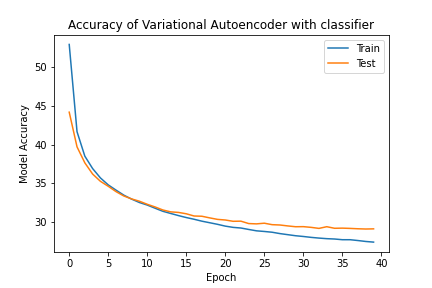 Accuracy of Variational Autoencoder with classifier
Train
Test
Model Accuracy
50
45
40
35
30
0 5 10 15 20 25 30 35 40
Epoch